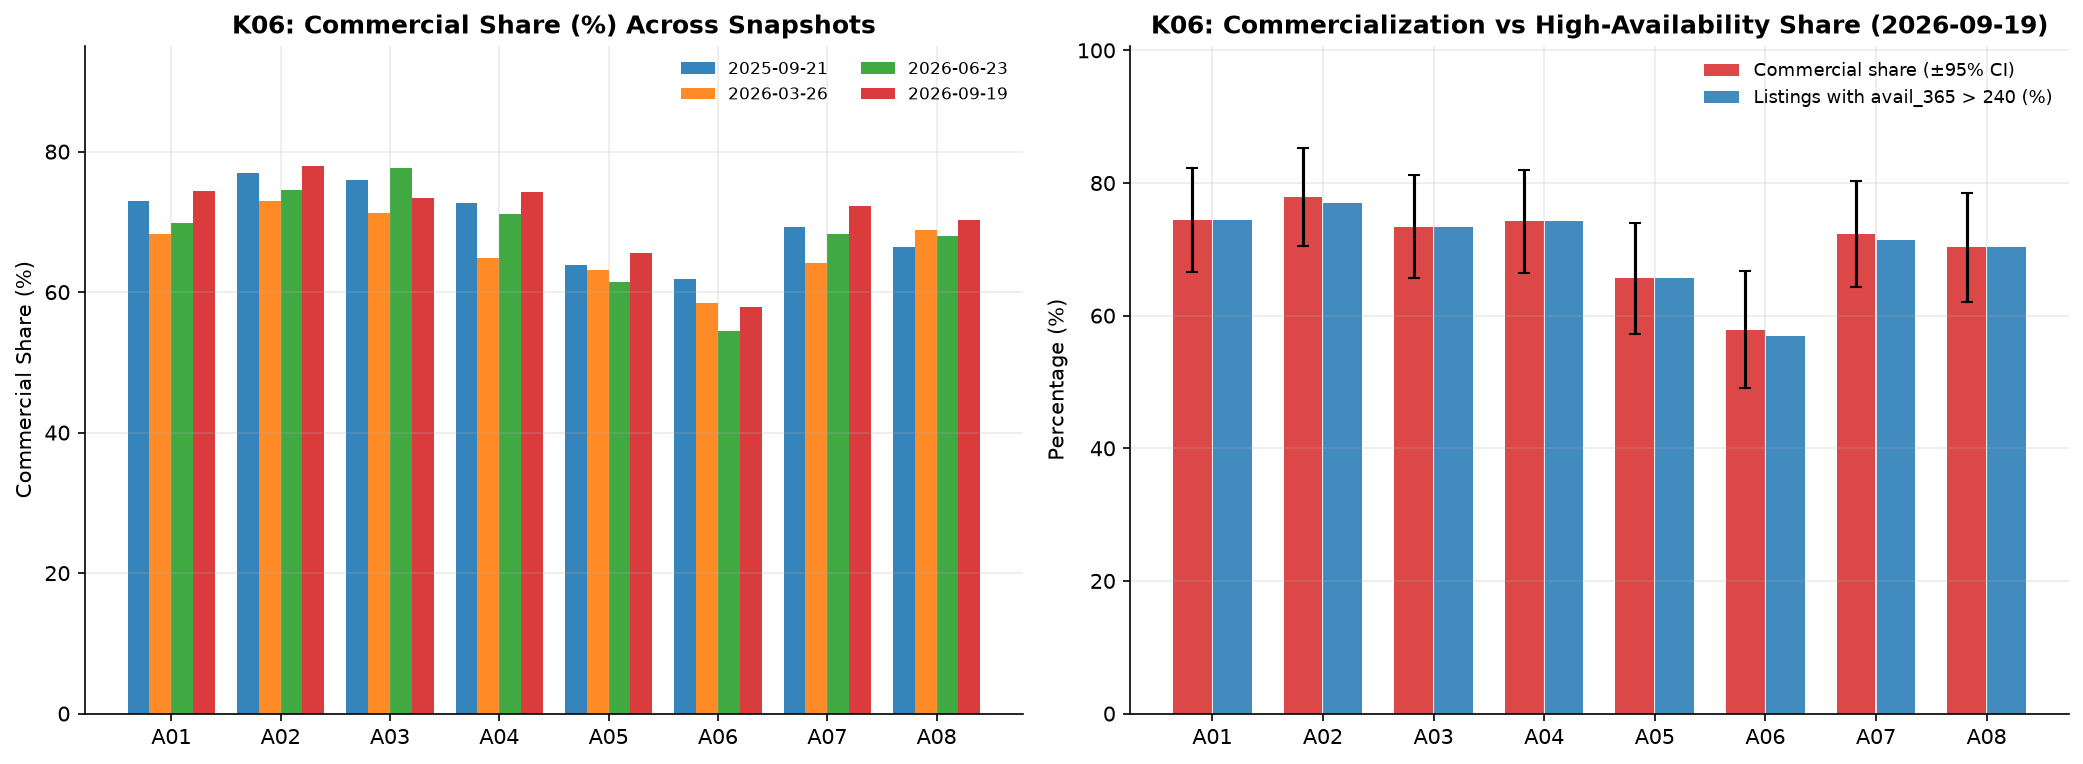 K06: Commercial Share (%) Across Snapshots
2025-09-21
2026-03-26
2026-06-23
2026-09-19
Commercial Share (%)
80
60
40
20
0
A01 A02 A03 A04 A05 A06 A07 A08
K06: Commercialization vs High-Availability Share (2026-09-19)
Commercial share (±95% CI)
Listings with avail_365 > 240 (%)
Percentage (%)
100
80
60
40
20
0
A01 A02 A03 A04 A05 A06 A07 A08